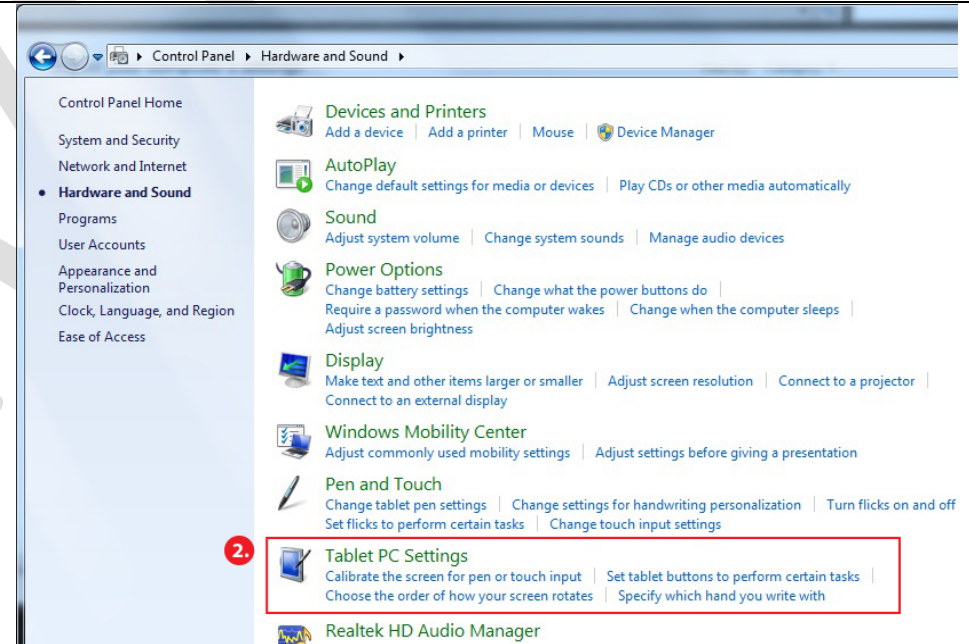 Control Panel Hardware and Sound
Control Panel Home
System and Security
Network and Internet
Hardware and Sound
Programs
User Accounts
Appearance and
Personalization
Clock, Language, and Region
Ease of Access
Devices and Printers
Add a device Add a printer Mouse Device Manager
AutoPlay
Change default settings for media or devices Play CDs or other media automatically
Sound
Adjust system volume Change system sounds Manage audio devices
Power Options
Change battery settings Change what the power buttons do
Require a password when the computer wakes Change when the computer sleeps
Adjust screen brightness
Display
Make text and other items larger or smaller Adjust screen resolution Connect to a projector
Connect to an external display
Windows Mobility Center
Adjust commonly used mobility settings Adjust settings before giving a presentation
Pen and Touch
Change tablet pen settings Change settings for handwriting personalization Turn flicks on and off
Set flicks to perform certain tasks Change touch input settings
2.
Tablet PC Settings
Calibrate the screen for pen or touch input Set tablet buttons to perform certain tasks
Choose the order of how your screen rotates Specify which hand you write with
Realtek HD Audio Manager